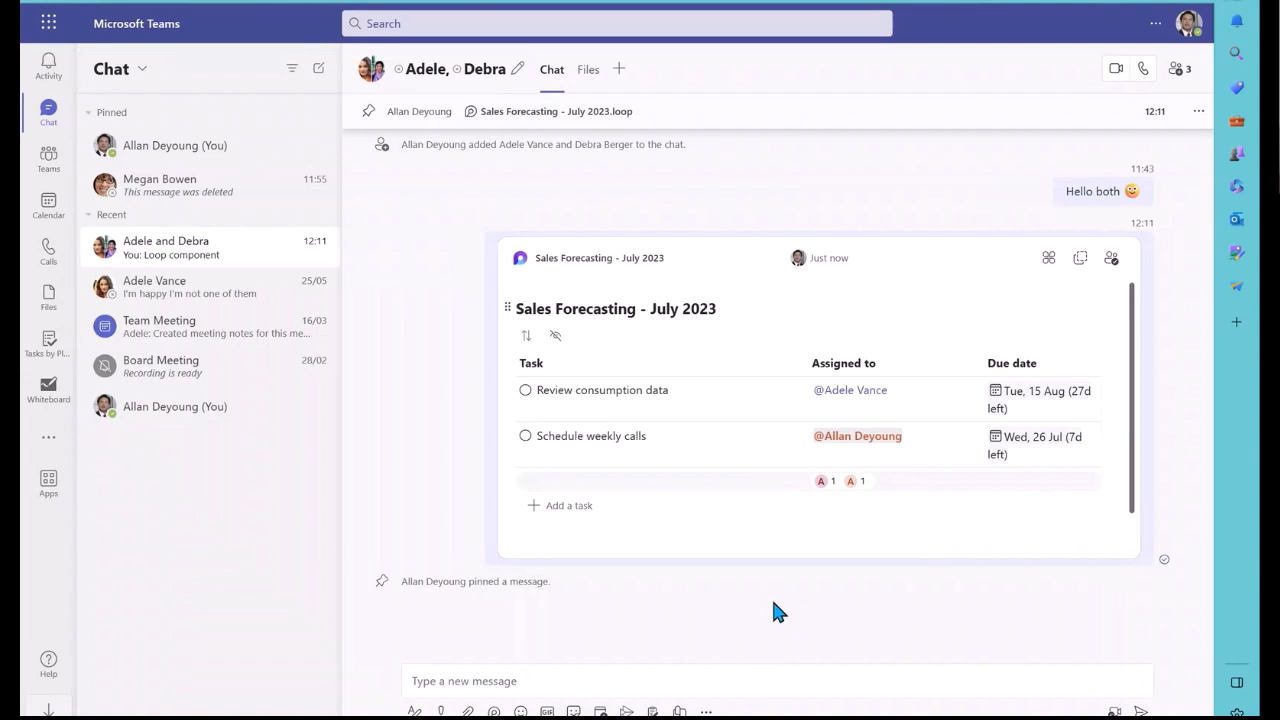 Microsoft Teams
Search
Activity
Chat
Teams
Calendar
Calls
Files
Tasks by Pl...
Whiteboard
Apps
Help
Chat
Pinned
Allan Deyoung (You)
Megan Bowen 11:55
This message was deleted
Recent
Adele and Debra 12:11
You: Loop component
Adele Vance 25/05
I'm happy I'm not one of them
Team Meeting 16/03
Adele: Created meeting notes for this me...
Board Meeting 28/02
Recording is ready
Allan Deyoung (You)
Adele, Debra Chat Files 3
Allan Deyoung Sales Forecasting - July 2023.loop 12:11
Allan Deyoung added Adele Vance and Debra Berger to the chat.
11:43
Hello both
12:11
Sales Forecasting - July 2023 Just now
Sales Forecasting - July 2023
Task Assigned to Due date
Review consumption data @Adele Vance Tue, 15 Aug (27d
left)
Schedule weekly calls @Allan Deyoung Wed, 26 Jul (7d
left)
A 1 A 1
Add a task
Allan Deyoung pinned a message.
Type a new message
GIF